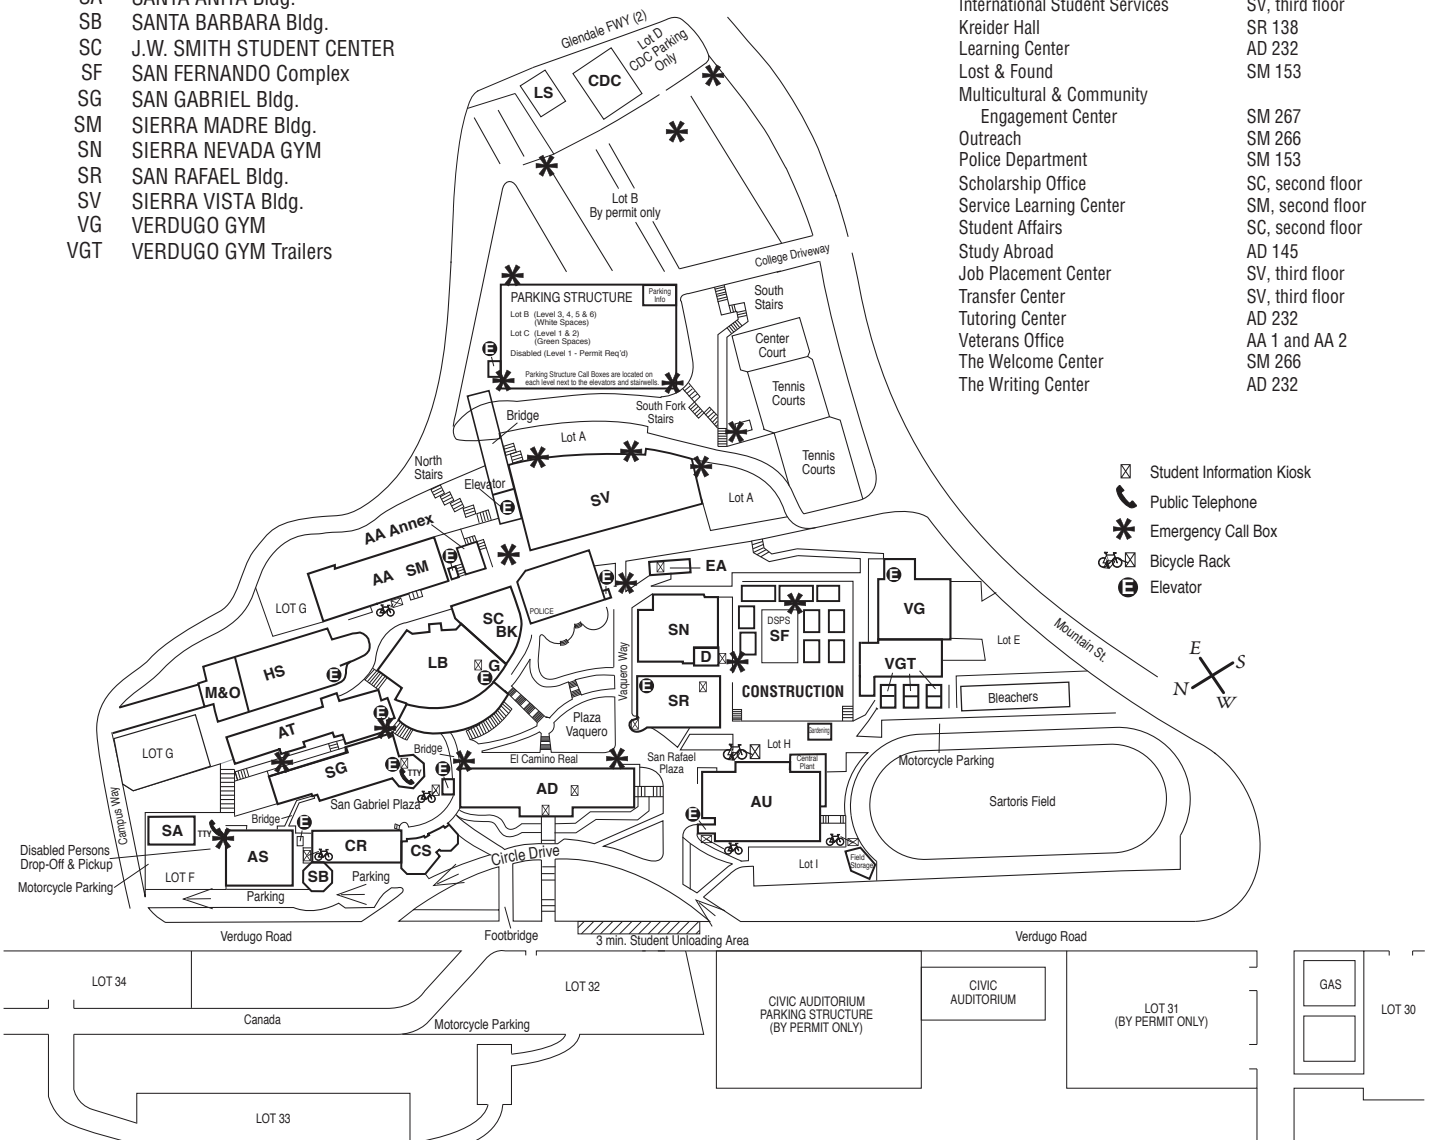 SA SANTA ANITA Bldg.
SB SANTA BARBARA Bldg.
SC J.W. SMITH STUDENT CENTER
SF SAN FERNANDO Complex
SG SAN GABRIEL Bldg.
SM SIERRA MADRE Bldg.
SN SIERRA NEVADA GYM
SR SAN RAFAEL Bldg.
SV SIERRA VISTA Bldg.
VG VERDUGO GYM
VGT VERDUGO GYM Trailers
International Student Services SV, third floor
Kreider Hall SR 138
Learning Center AD 232
Lost & Found SM 153
Multicultural & Community
Engagement Center SM 267
Outreach SM 266
Police Department SM 153
Scholarship Office SC, second floor
Service Learning Center SM, second floor
Student Affairs SC, second floor
Study Abroad AD 145
Job Placement Center SV, third floor
Transfer Center SV, third floor
Tutoring Center AD 232
Veterans Office AA 1 and AA 2
The Welcome Center SM 266
The Writing Center AD 232
Student Information Kiosk
Public Telephone
Emergency Call Box
Bicycle Rack
E Elevator
E
S
N
W
Glendale FWY (2)
Lot D
CDC Parking
Only
LS
CDC
Lot B
By permit only
College Driveway
PARKING STRUCTURE
Parking
Info
Lot B (Level 3, 4, 5 & 6)
(White Spaces)
Lot C (Level 1 & 2)
(Green Spaces)
Disabled (Level 1 - Permit Req'd)
Parking Structure Call Boxes are located on
each level next to the elevators and stairwells.
E
South
Stairs
Center
Court
Tennis
Courts
Tennis
Courts
South Fork
Stairs
Bridge
Lot A
North
Stairs
Elevator
E
SV
Lot A
AA Annex
AA SM
E
LOT G
POLICE
E
EA
SC
BK
LB
G
E
HS
E
M&O
AT
E
LOT G
SG
E
TTY
Bridge
E
San Gabriel Plaza
Vaquero Way
Plaza
Vaquero
El Camino Real
AD
SN
D
SR
E
DSPS
SF
CONSTRUCTION
VG
E
VGT
Lot E
Mountain St.
Bleachers
Gardening
Lot H
San Rafael
Plaza
Central
Plant
AU
E
Motorcycle Parking
Sartoris Field
Lot I
Field
Storage
Campus Way
SA
TTY
Disabled Persons
Drop-Off & Pickup
Motorcycle Parking
LOT F
AS
Bridge
E
CR
SB
CS
Parking
Parking
Circle Drive
Footbridge
3 min. Student Unloading Area
Verdugo Road
Verdugo Road
LOT 34
LOT 32
Canada
Motorcycle Parking
LOT 33
CIVIC AUDITORIUM
PARKING STRUCTURE
(BY PERMIT ONLY)
CIVIC
AUDITORIUM
LOT 31
(BY PERMIT ONLY)
GAS
LOT 30